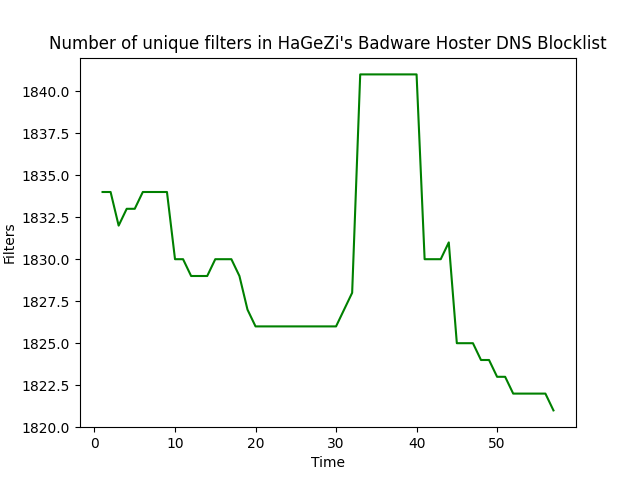 Number of unique filters in HaGeZi's Badware Hoster DNS Blocklist
1840.0
1837.5
1835.0
1832.5
1830.0
1827.5
1825.0
1822.5
1820.0
Filters
0 10 20 30 40 50
Time